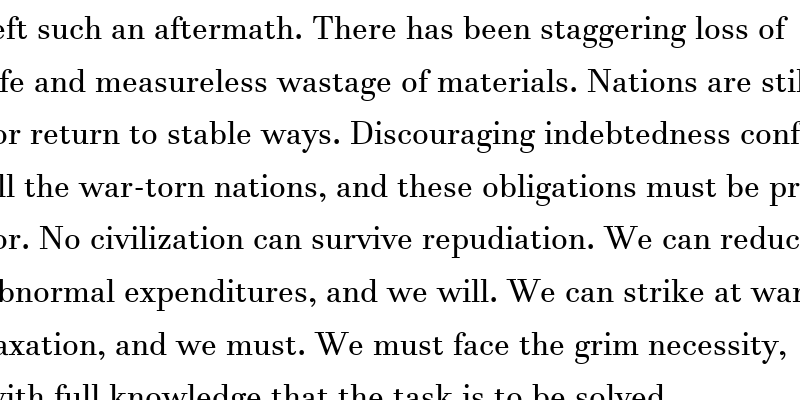 eft such an aftermath. There has been staggering loss of
fe and measureless wastage of materials. Nations are stil
or return to stable ways. Discouraging indebtedness conf
ll the war-torn nations, and these obligations must be pr
or. No civilization can survive repudiation. We can reduc
bnormal expenditures, and we will. We can strike at war
axation, and we must. We must face the grim necessity,
with full knowledge that the task is to be solved